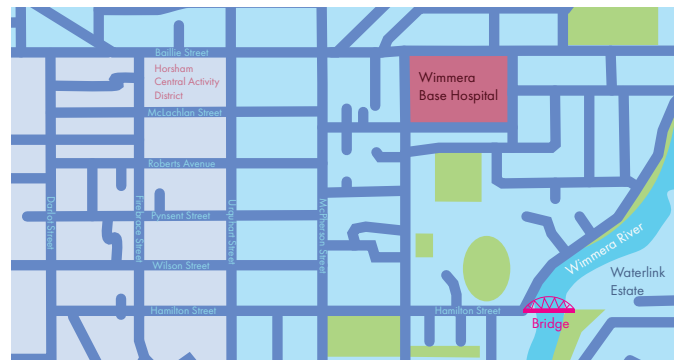 Baillie Street
Horsham
Central Activity
District
McLachlan Street
Wimmera
Base Hospital
Roberts Avenue
Darlot Street
Firebrace Street
Urquhart Street
McPherson Street
Pynsent Street
Wilson Street
Wimmera River
Waterlink
Estate
Hamilton Street
Hamilton Street
Bridge